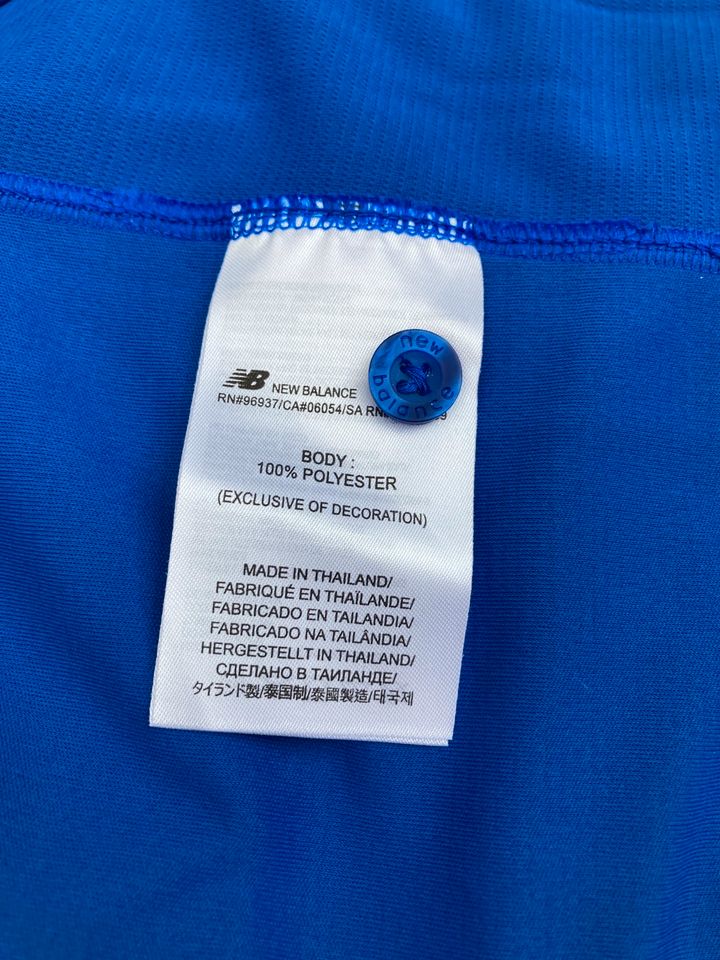 new balance
NB NEW BALANCE
RN#96937/CA#06054/SA
BODY :
100% POLYESTER
(EXCLUSIVE OF DECORATION)
MADE IN THAILAND/
FABRIQUÉ EN THAÏLANDE/
FABRICADO EN TAILANDIA/
FABRICADO NA TAILÂNDIA/
HERGESTELLT IN THAILAND/
СДЕЛАНО В ТАИЛАНДЕ/
タイランド製/泰国制/泰國製造/태국제